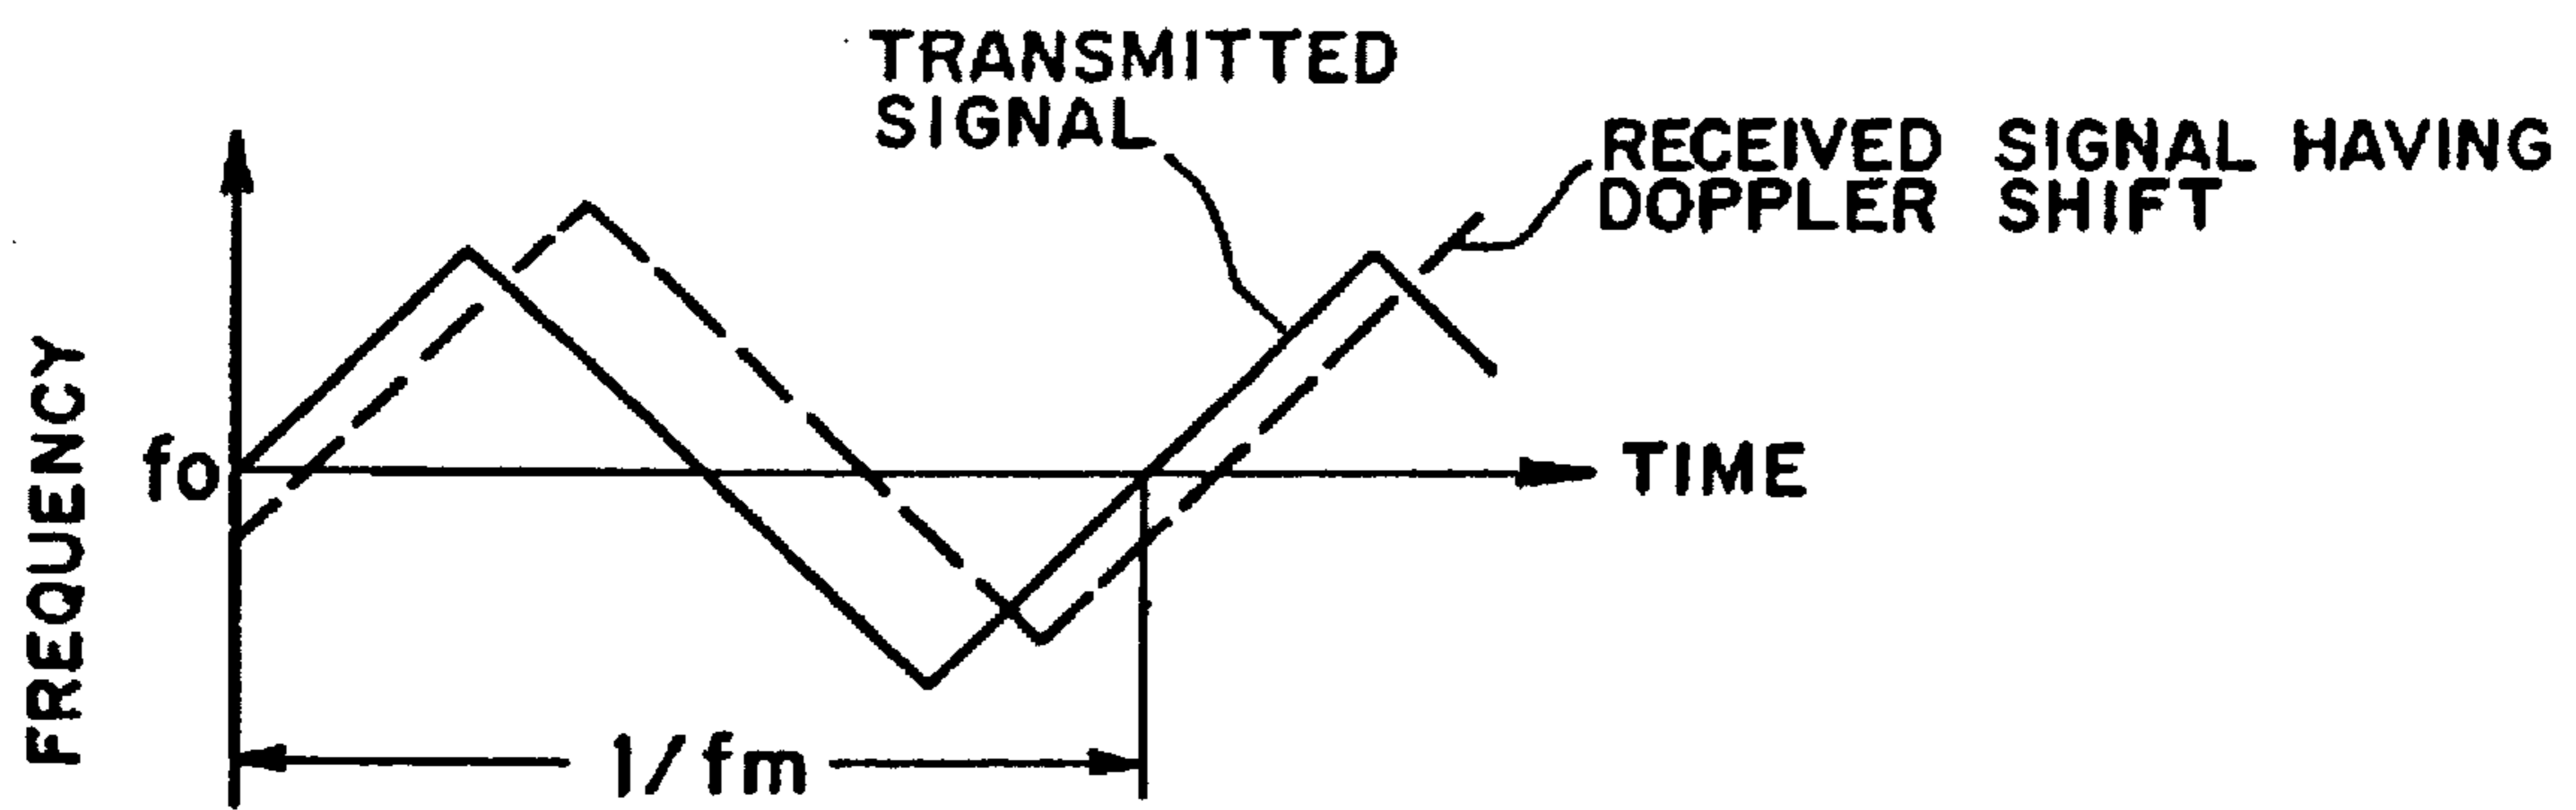 TRANSMITTED
SIGNAL
RECEIVED SIGNAL HAVING
DOPPLER SHIFT
FREQUENCY
fo
TIME
1/fm